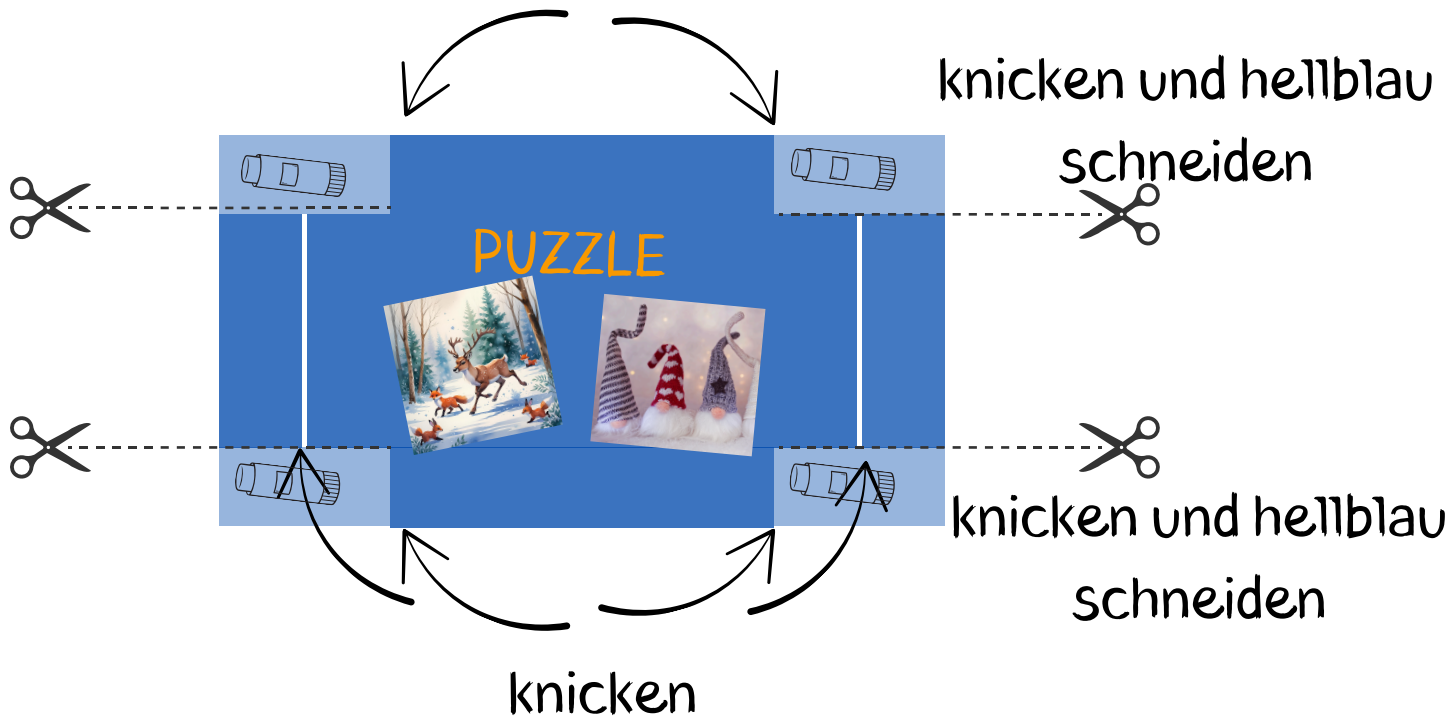 knicken und hellblau
schneiden
PUZZLE
knicken und hellblau
schneiden
knicken